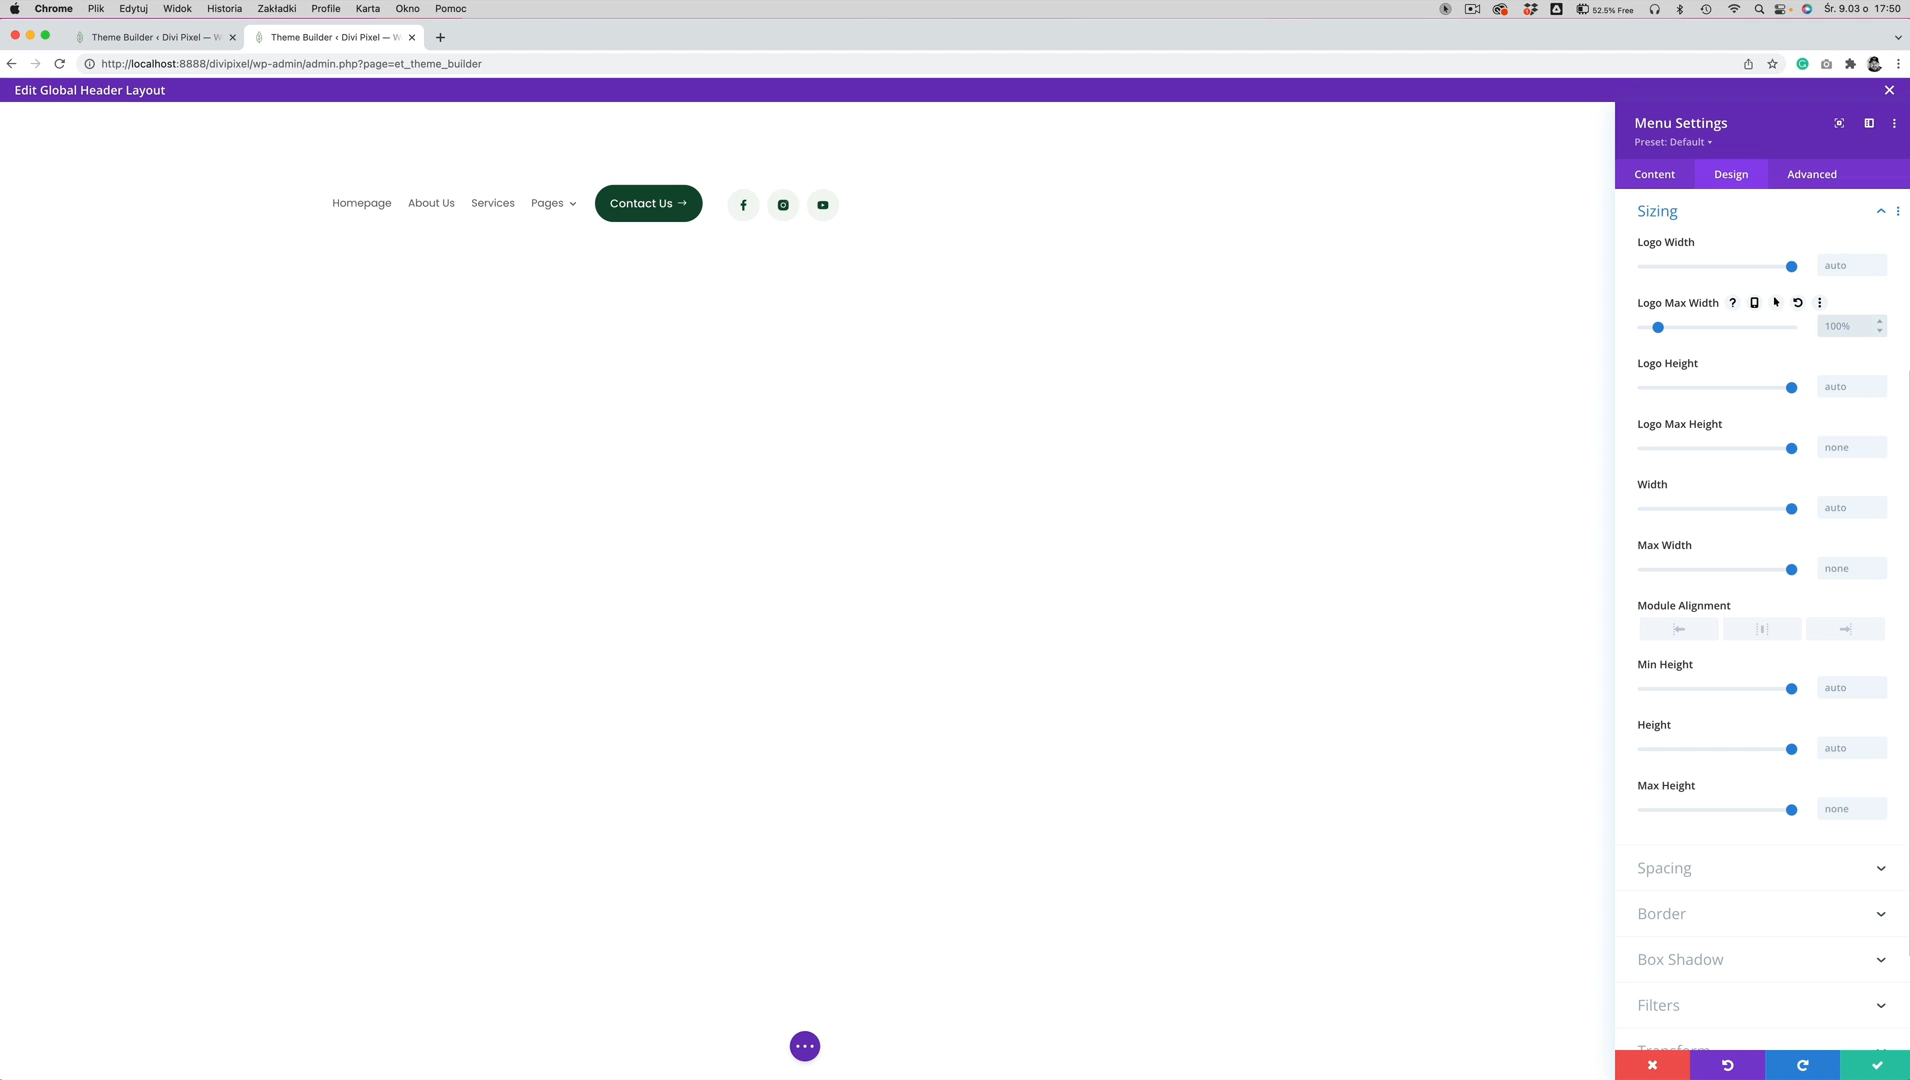 Chrome Plik Edytuj Widok Historia Zakładki Profile Karta Okno Pomoc 52.5% Free Śr. 9.03 o 17:50
Theme Builder ‹ Divi Pixel — W Theme Builder ‹ Divi Pixel — W
http://localhost:8888/divipixel/wp-admin/admin.php?page=et_theme_builder
Edit Global Header Layout
Menu Settings
Preset: Default
Content Design Advanced
Homepage About Us Services Pages Contact Us →
Sizing
Logo Width
auto
Logo Max Width ?
100%
Logo Height
auto
Logo Max Height
none
Width
auto
Max Width
none
Module Alignment
Min Height
auto
Height
auto
Max Height
none
Spacing
Border
Box Shadow
Filters
Transform